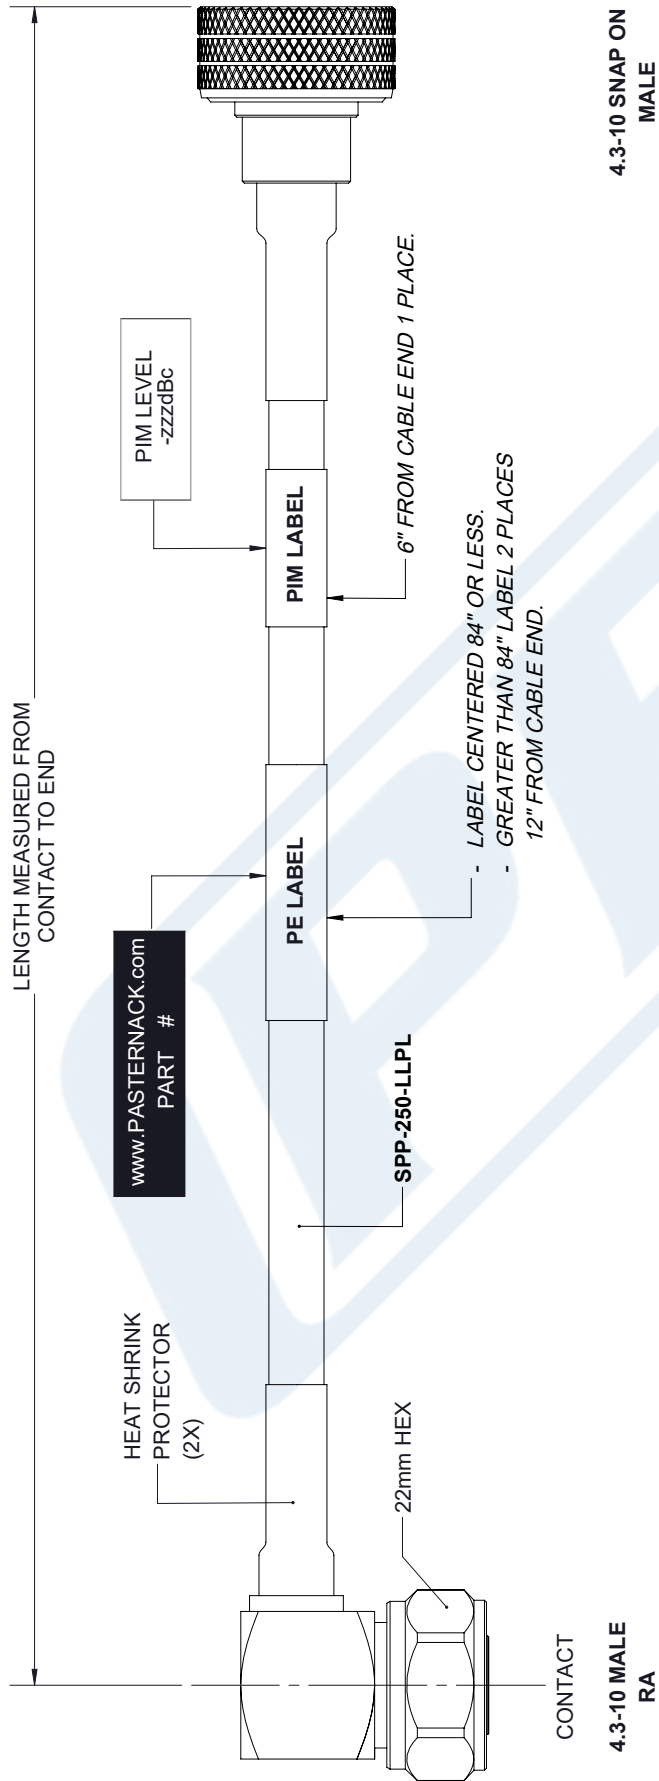 LENGTH MEASURED FROM
CONTACT TO END
PIM LEVEL
-zzzdBc
www.PASTERNACK.com
PART #
HEAT SHRINK
PROTECTOR
(2X)
PIM LABEL
PE LABEL
6" FROM CABLE END 1 PLACE.
SPP-250-LLPL
- LABEL CENTERED 84" OR LESS.
- GREATER THAN 84" LABEL 2 PLACES
12" FROM CABLE END.
22mm HEX
CONTACT
4.3-10 MALE
RA
4.3-10 SNAP ON
MALE